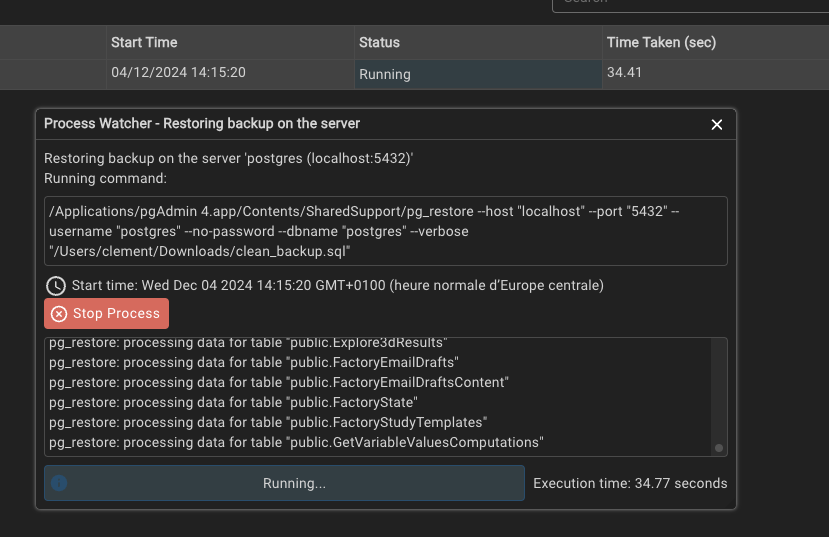 Search
Start Time Status Time Taken (sec)
04/12/2024 14:15:20 Running 34.41
Process Watcher - Restoring backup on the server
Restoring backup on the server 'postgres (localhost:5432)'
Running command:
/Applications/pgAdmin 4.app/Contents/SharedSupport/pg_restore --host "localhost" --port "5432" --
username "postgres" --no-password --dbname "postgres" --verbose
"/Users/clement/Downloads/clean_backup.sql"
Start time: Wed Dec 04 2024 14:15:20 GMT+0100 (heure normale d’Europe centrale)
Stop Process
pg_restore: processing data for table "public.Explore3dResults"
pg_restore: processing data for table "public.FactoryEmailDrafts"
pg_restore: processing data for table "public.FactoryEmailDraftsContent"
pg_restore: processing data for table "public.FactoryState"
pg_restore: processing data for table "public.FactoryStudyTemplates"
pg_restore: processing data for table "public.GetVariableValuesComputations"
Running... Execution time: 34.77 seconds